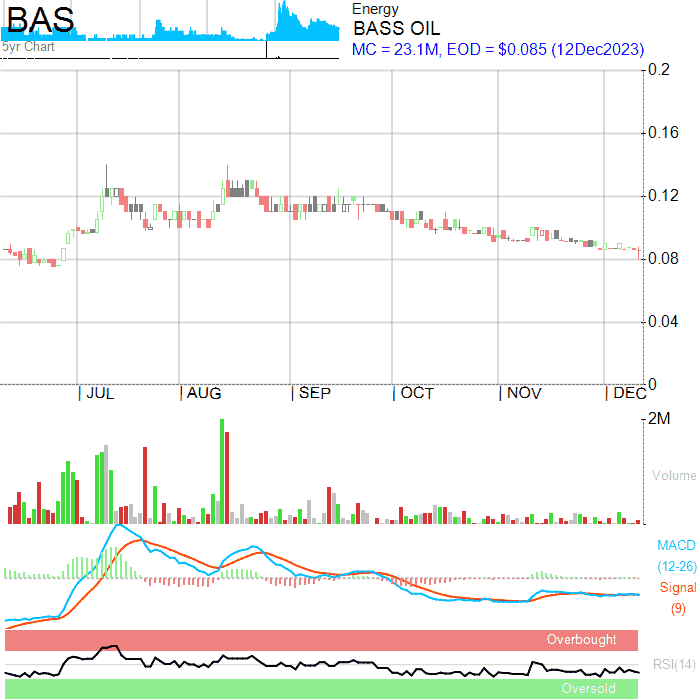 BAS
5yr Chart
Energy
BASS OIL
MC = 23.1M, EOD = $0.085 (12Dec2023)
0.2
0.16
0.12
0.08
0.04
0
| JUL | AUG | SEP | OCT | NOV | DEC
2M
Volume
MACD
(12-26)
Signal
(9)
Overbought
RSI(14)
Oversold